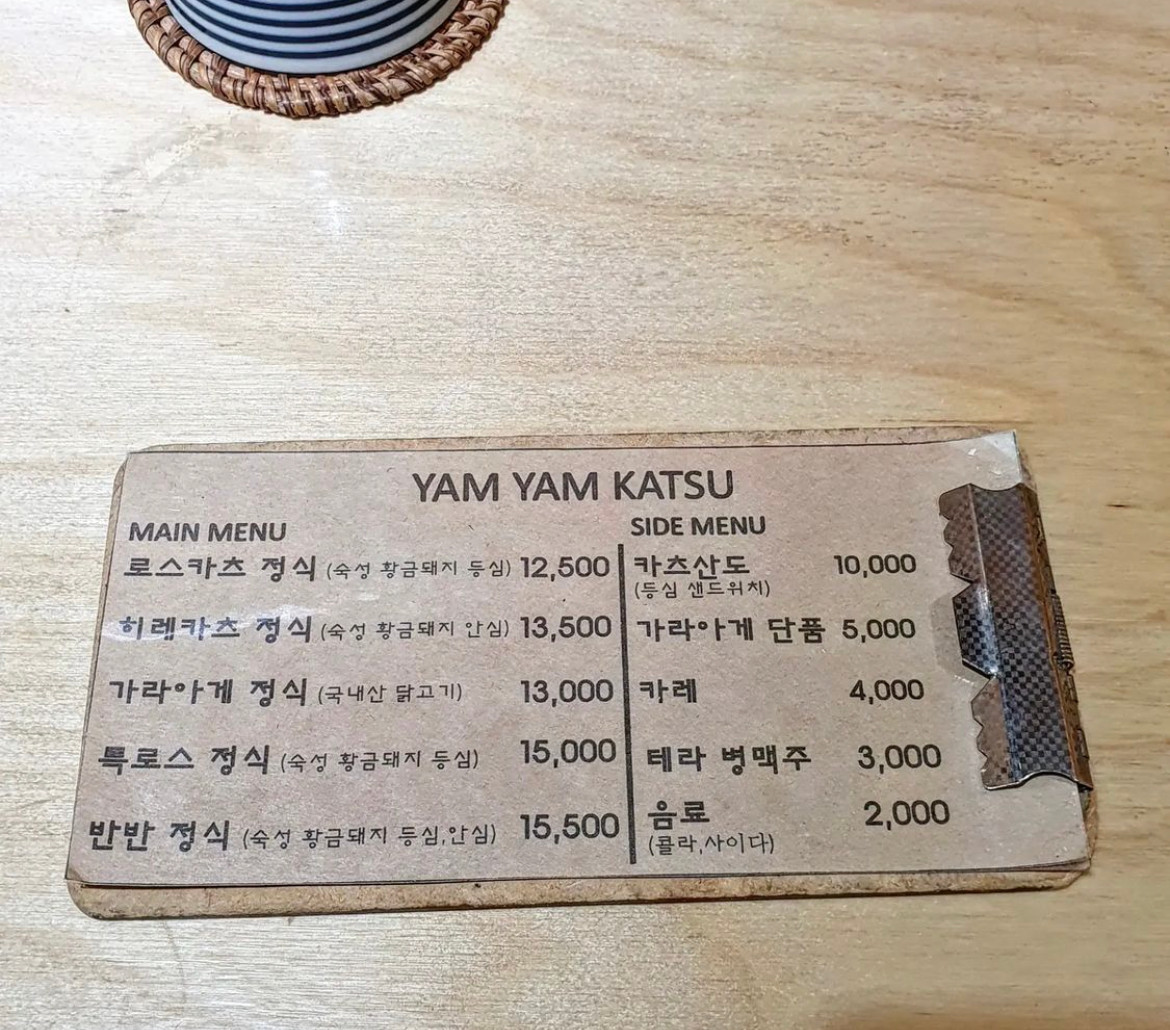 YAM YAM KATSU
MAIN MENU
로스카츠 정식 (숙성 황금돼지 등심) 12,500
히레카츠 정식 (숙성 황금돼지 안심) 13,500
가라아게 정식 (국내산 닭고기) 13,000
특로스 정식 (숙성 황금돼지 등심) 15,000
반반 정식 (숙성 황금돼지 등심,안심) 15,500
SIDE MENU
카츠산도 10,000
(등심 샌드위치)
가라아게 단품 5,000
카레 4,000
테라 병맥주 3,000
음료 2,000
(콜라,사이다)